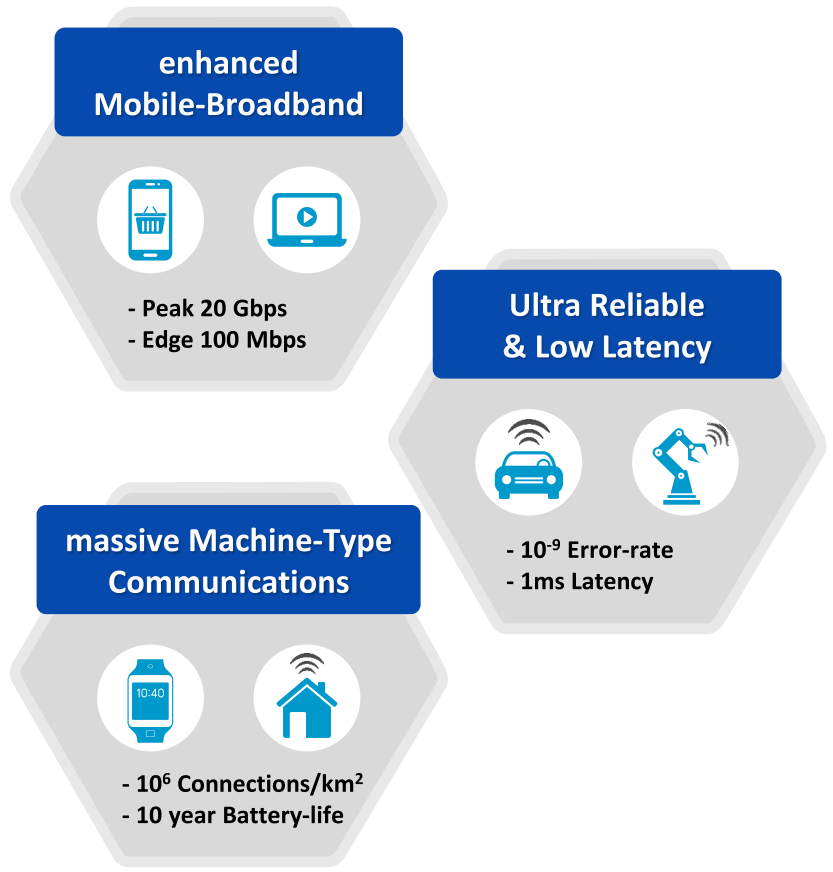 enhanced
Mobile-Broadband
- Peak 20 Gbps
- Edge 100 Mbps
Ultra Reliable
& Low Latency
- 10⁻⁹ Error-rate
- 1ms Latency
massive Machine-Type
Communications
10:40
- 10⁶ Connections/km²
- 10 year Battery-life